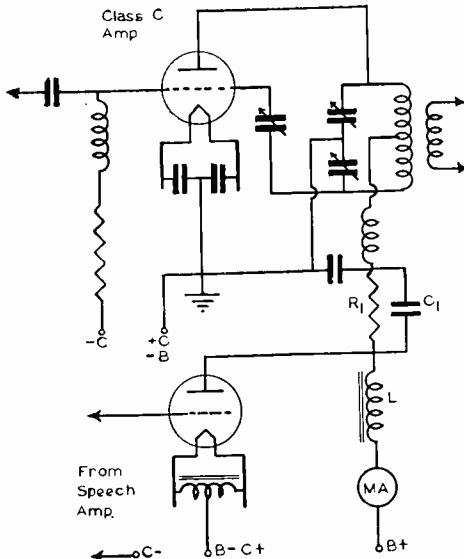 Class C
Amp
-C
+C
-B
R1
C1
L
MA
From
Speech
Amp.
C-
B- C+
B+